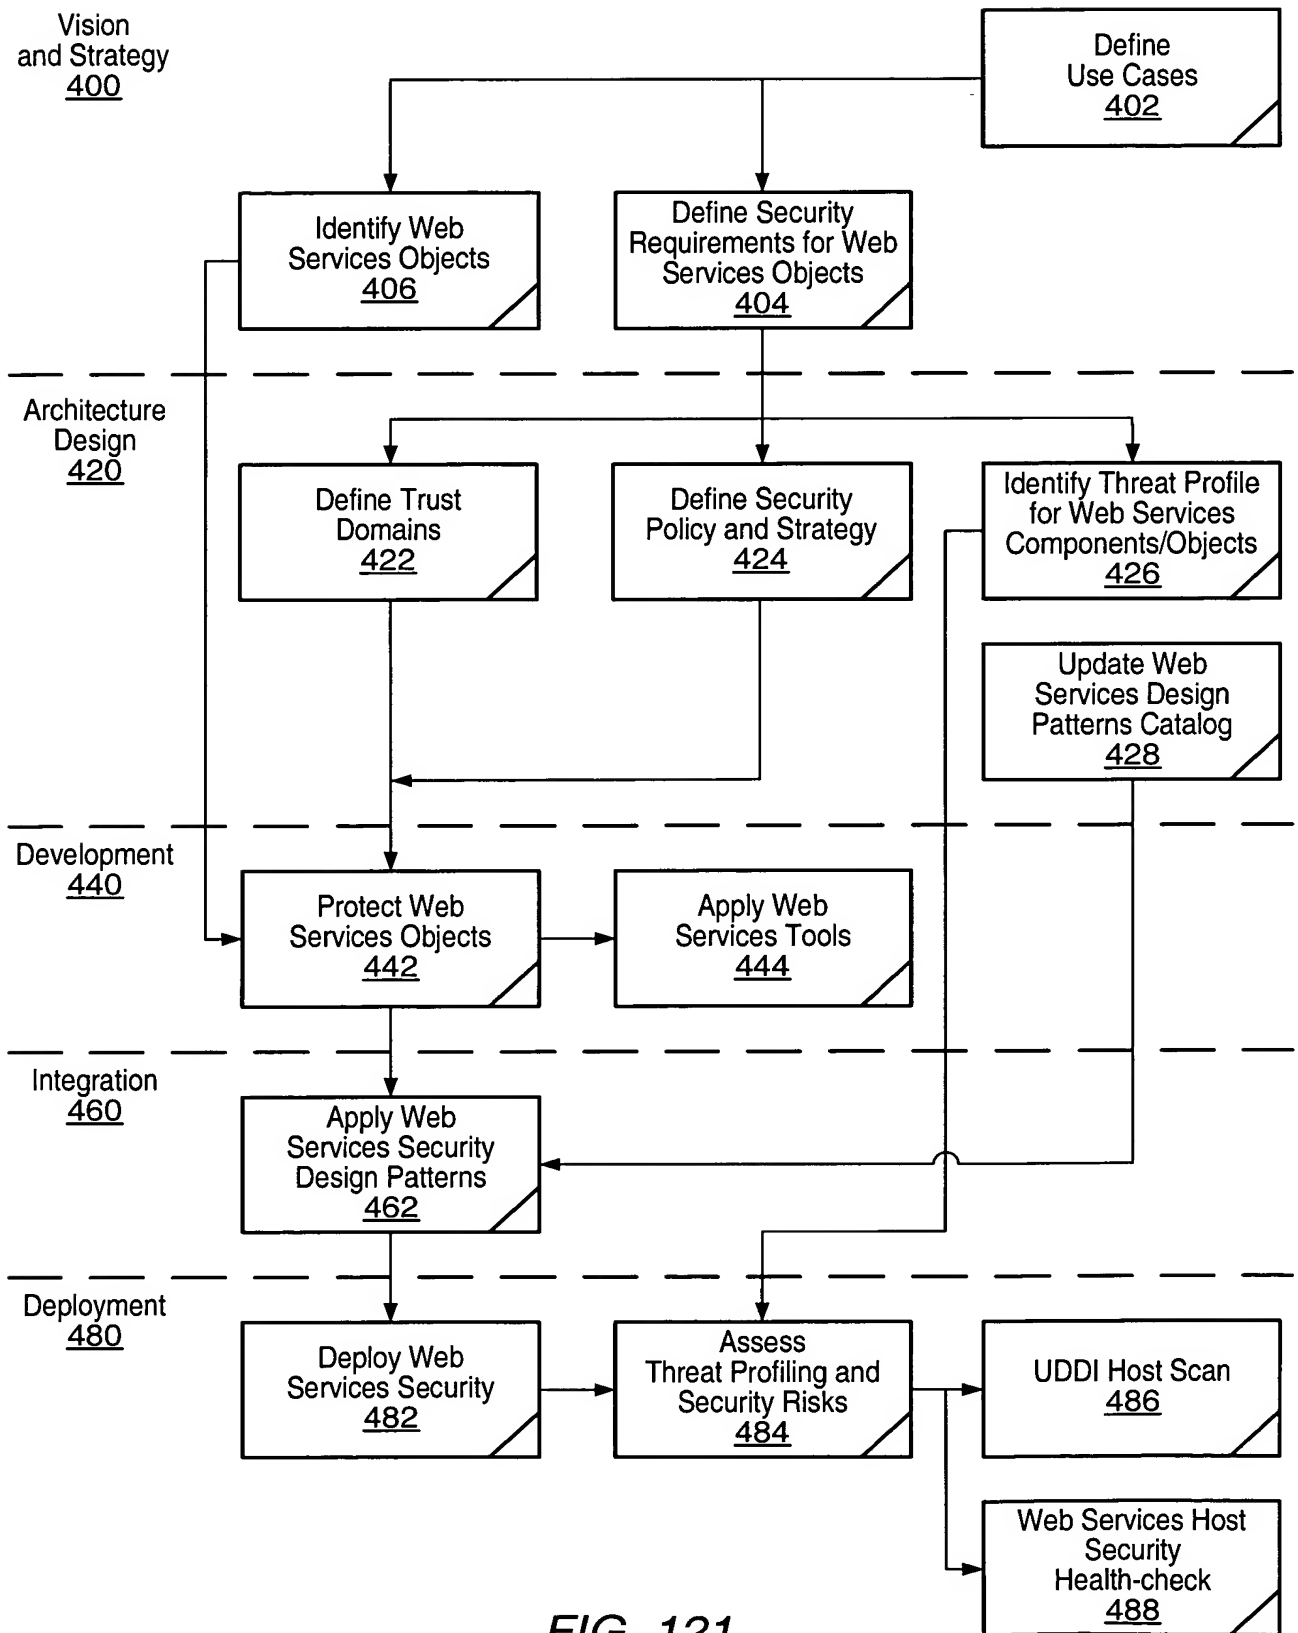 Vision
and Strategy
400
Define
Use Cases
402
Identify Web
Services Objects
406
Define Security
Requirements for Web
Services Objects
404
Architecture
Design
420
Define Trust
Domains
422
Define Security
Policy and Strategy
424
Identify Threat Profile
for Web Services
Components/Objects
426
Update Web
Services Design
Patterns Catalog
428
Development
440
Protect Web
Services Objects
442
Apply Web
Services Tools
444
Integration
460
Apply Web
Services Security
Design Patterns
462
Deployment
480
Deploy Web
Services Security
482
Assess
Threat Profiling and
Security Risks
484
UDDI Host Scan
486
Web Services Host
Security
Health-check
488
FIG. 121